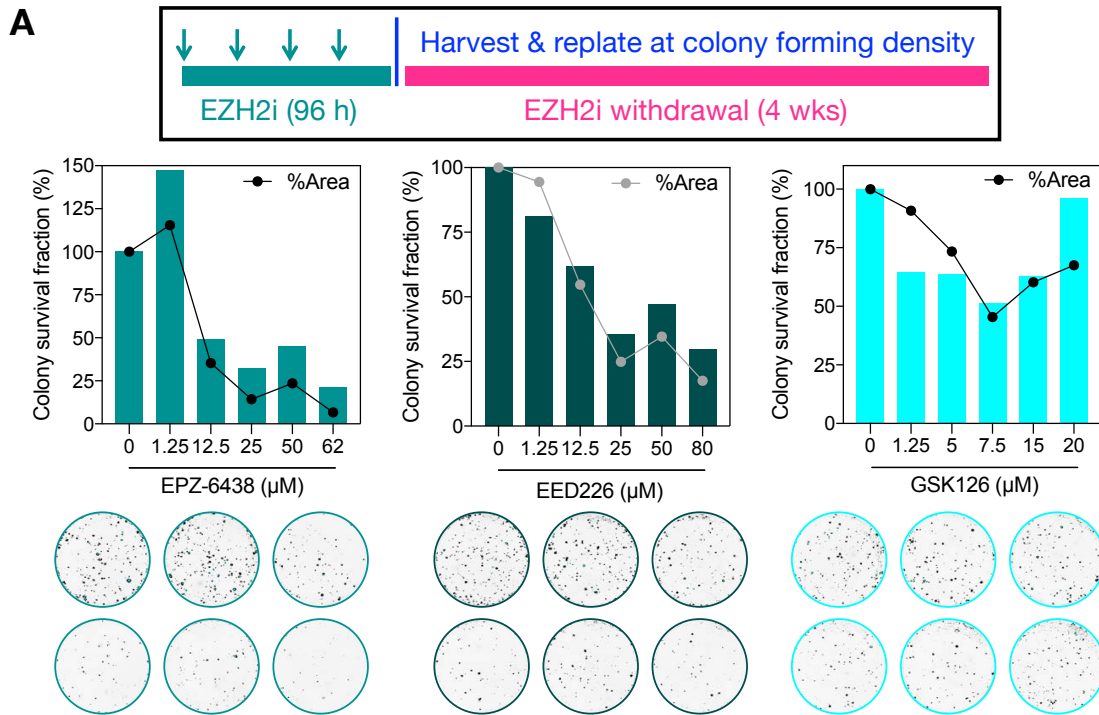 A
Harvest & replate at colony forming density
EZH2i (96 h)
EZH2i withdrawal (4 wks)
Colony survival fraction (%)
150
125
100
75
50
25
0
%Area
0 1.25 12.5 25 50 62
EPZ-6438 (μM)
Colony survival fraction (%)
100
75
50
25
0
%Area
0 1.25 12.5 25 50 80
EED226 (μM)
Colony survival fraction (%)
100
75
50
25
0
%Area
0 1.25 5 7.5 15 20
GSK126 (μM)